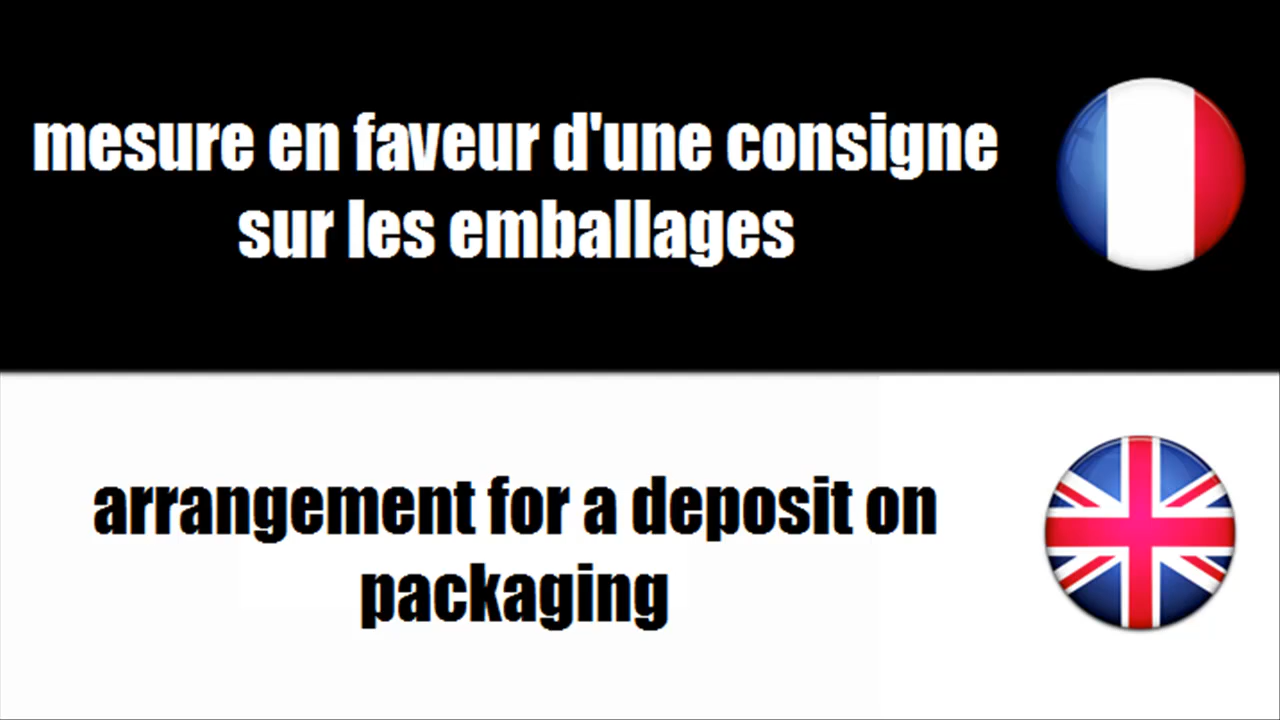 mesure en faveur d'une consigne
sur les emballages
arrangement for a deposit on
packaging